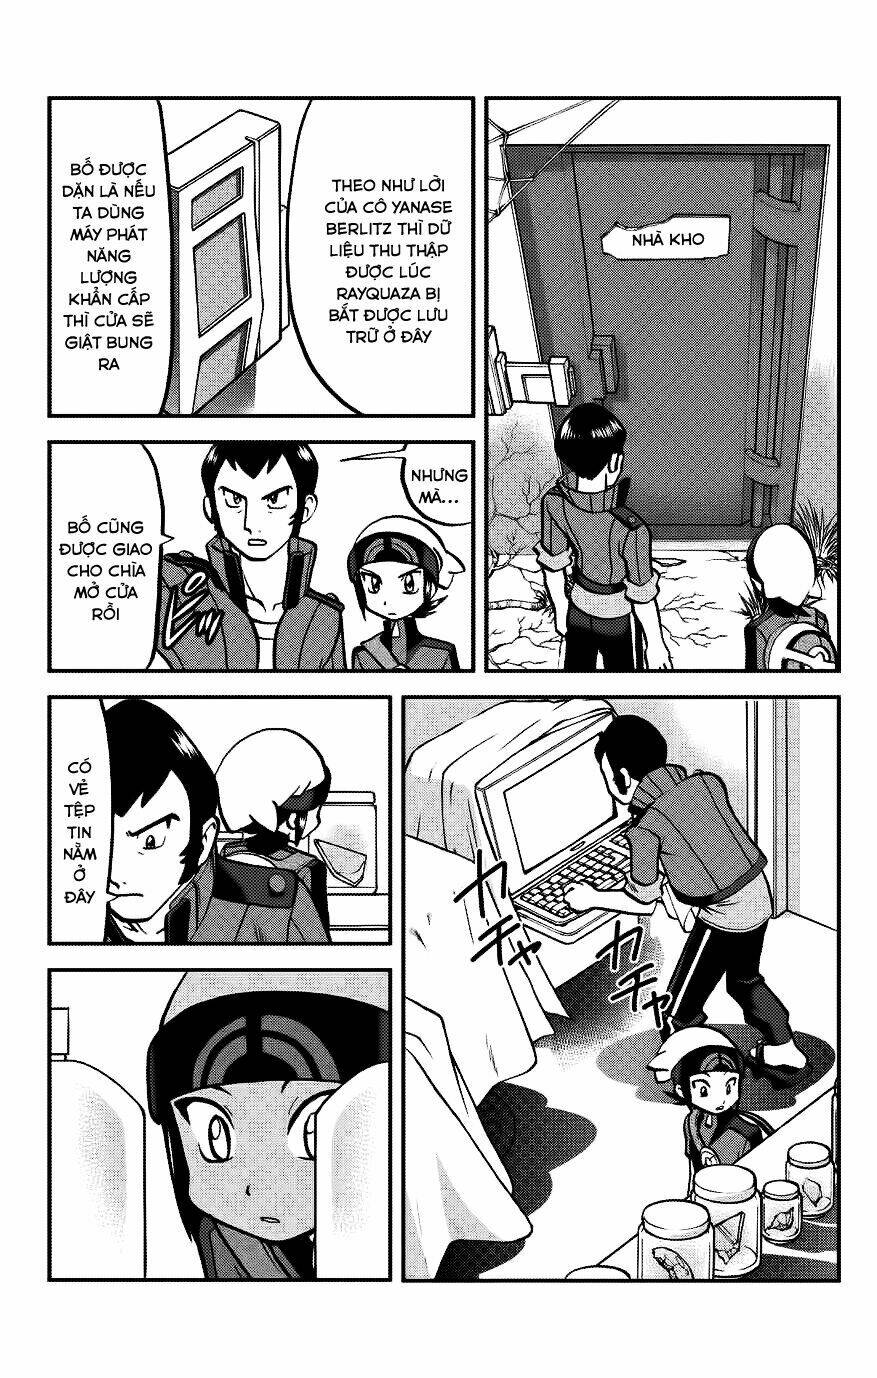 NHÀ KHO
THEO NHƯ LỜI
CỦA CÔ YANASE
BERLITZ THÌ DỮ
LIỆU THU THẬP
ĐƯỢC LÚC
RAYQUAZA BỊ
BẮT ĐƯỢC LƯU
TRỮ Ở ĐÂY
BỐ ĐƯỢC
DẶN LÀ NẾU
TA DÙNG
MÁY PHÁT
NĂNG
LƯỢNG
KHẨN CẤP
THÌ CỬA SẼ
GIẬT BUNG
RA
NHƯNG
MÀ...
BỐ CŨNG
ĐƯỢC GIAO
CHO CHÌA
MỞ CỬA
RỒI
カチャ
カチャ
CÓ
VẺ
TỆP
TIN
NẰM
Ở
ĐÂY